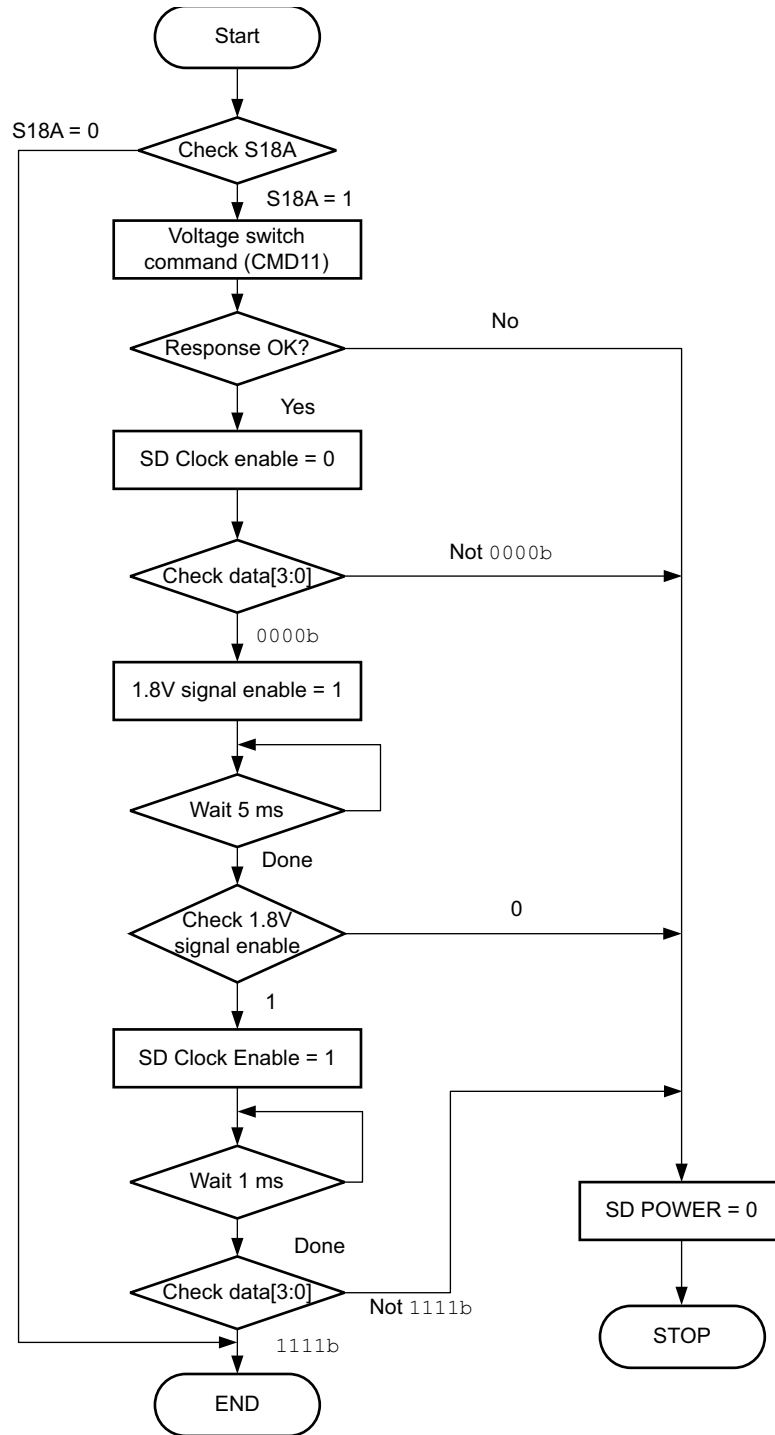 Start
S18A = 0
Check S18A
S18A = 1
Voltage switch
command (CMD11)
No
Response OK?
Yes
SD Clock enable = 0
Not 0000b
Check data[3:0]
0000b
1.8V signal enable = 1
Wait 5 ms
Done
Check 1.8V
signal enable
0
1
SD Clock Enable = 1
Wait 1 ms
SD POWER = 0
Done
Check data[3:0]
Not 1111b
STOP
1111b
END